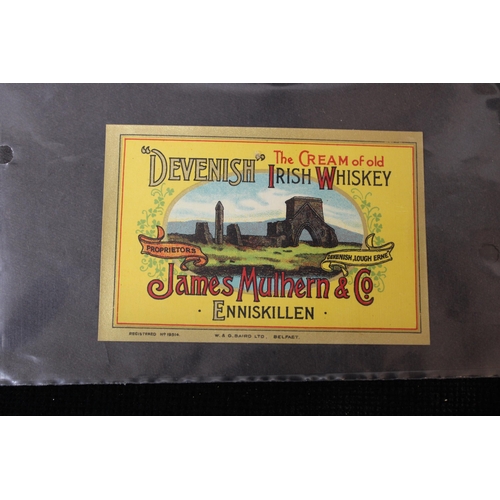 "DEVENISH" The CREAM of old
IRISH WHISKEY
PROPRIETORS
DEVENISH, LOUGH ERNE
James Mulhern & Co
· ENNISKILLEN ·
W. & G. BAIRD, LTD. BELFAST.